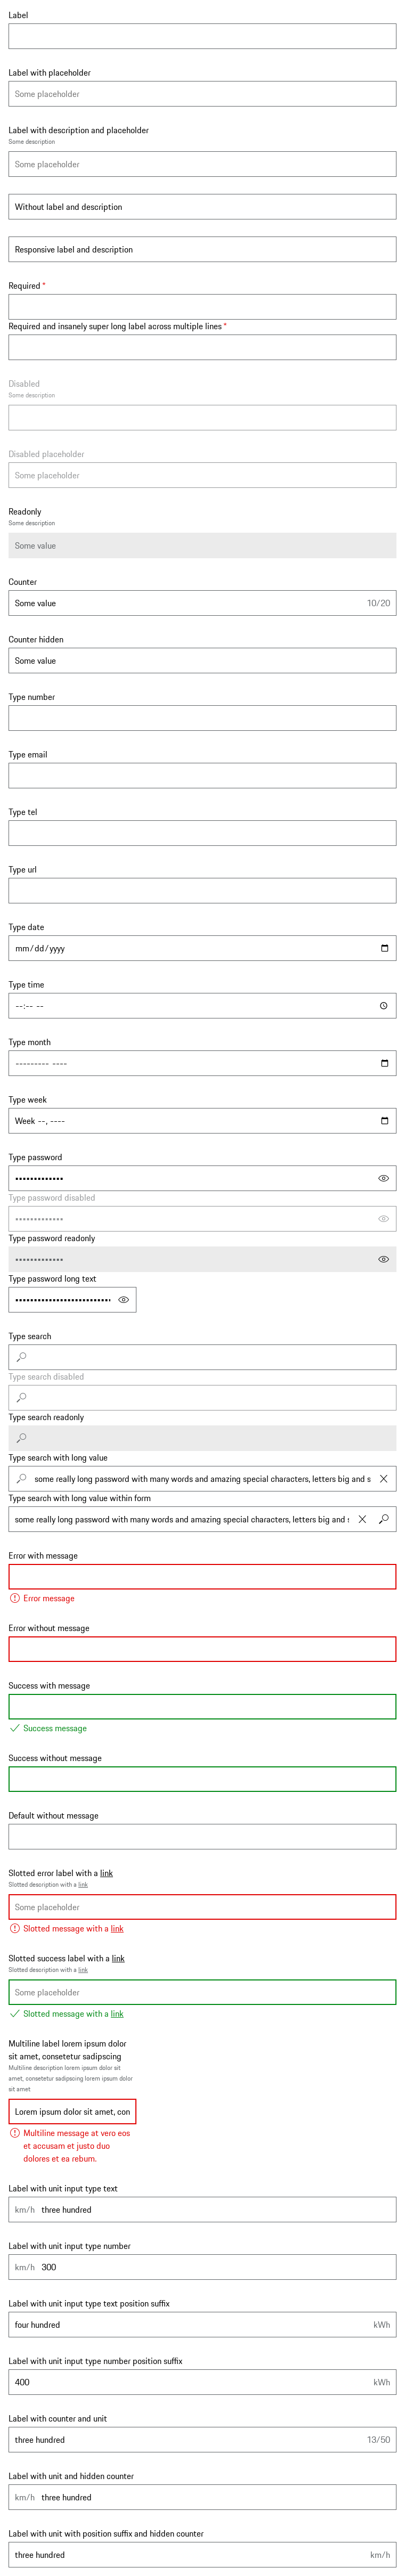 Label
Label with placeholder
Some placeholder
Label with description and placeholder
Some description
Some placeholder
Without label and description
Responsive label and description
Required *
Required and insanely super long label across multiple lines *
Disabled
Some description
Disabled placeholder
Some placeholder
Readonly
Some description
Some value
Counter
Some value 10/20
Counter hidden
Some value
Type number
Type email
Type tel
Type url
Type date
mm/dd/yyyy
Type time
--:-- --
Type month
--------- ----
Type week
Week --, ----
Type password
•••••••••••••
Type password disabled
•••••••••••••
Type password readonly
•••••••••••••
Type password long text
••••••••••••••••••••••••••
Type search
Type search disabled
Type search readonly
Type search with long value
some really long password with many words and amazing special characters, letters big and s
Type search with long value within form
some really long password with many words and amazing special characters, letters big and s
Error with message
Error message
Error without message
Success with message
Success message
Success without message
Default without message
Slotted error label with a link
Slotted description with a link
Some placeholder
Slotted message with a link
Slotted success label with a link
Slotted description with a link
Some placeholder
Slotted message with a link
Multiline label lorem ipsum dolor
sit amet, consetetur sadipscing
Multiline description lorem ipsum dolor sit
amet, consetetur sadipscing lorem ipsum dolor
sit amet
Lorem ipsum dolor sit amet, con
Multiline message at vero eos
et accusam et justo duo
dolores et ea rebum.
Label with unit input type text
km/h three hundred
Label with unit input type number
km/h 300
Label with unit input type text position suffix
four hundred kWh
Label with unit input type number position suffix
400 kWh
Label with counter and unit
three hundred 13/50
Label with unit and hidden counter
km/h three hundred
Label with unit with position suffix and hidden counter
three hundred km/h